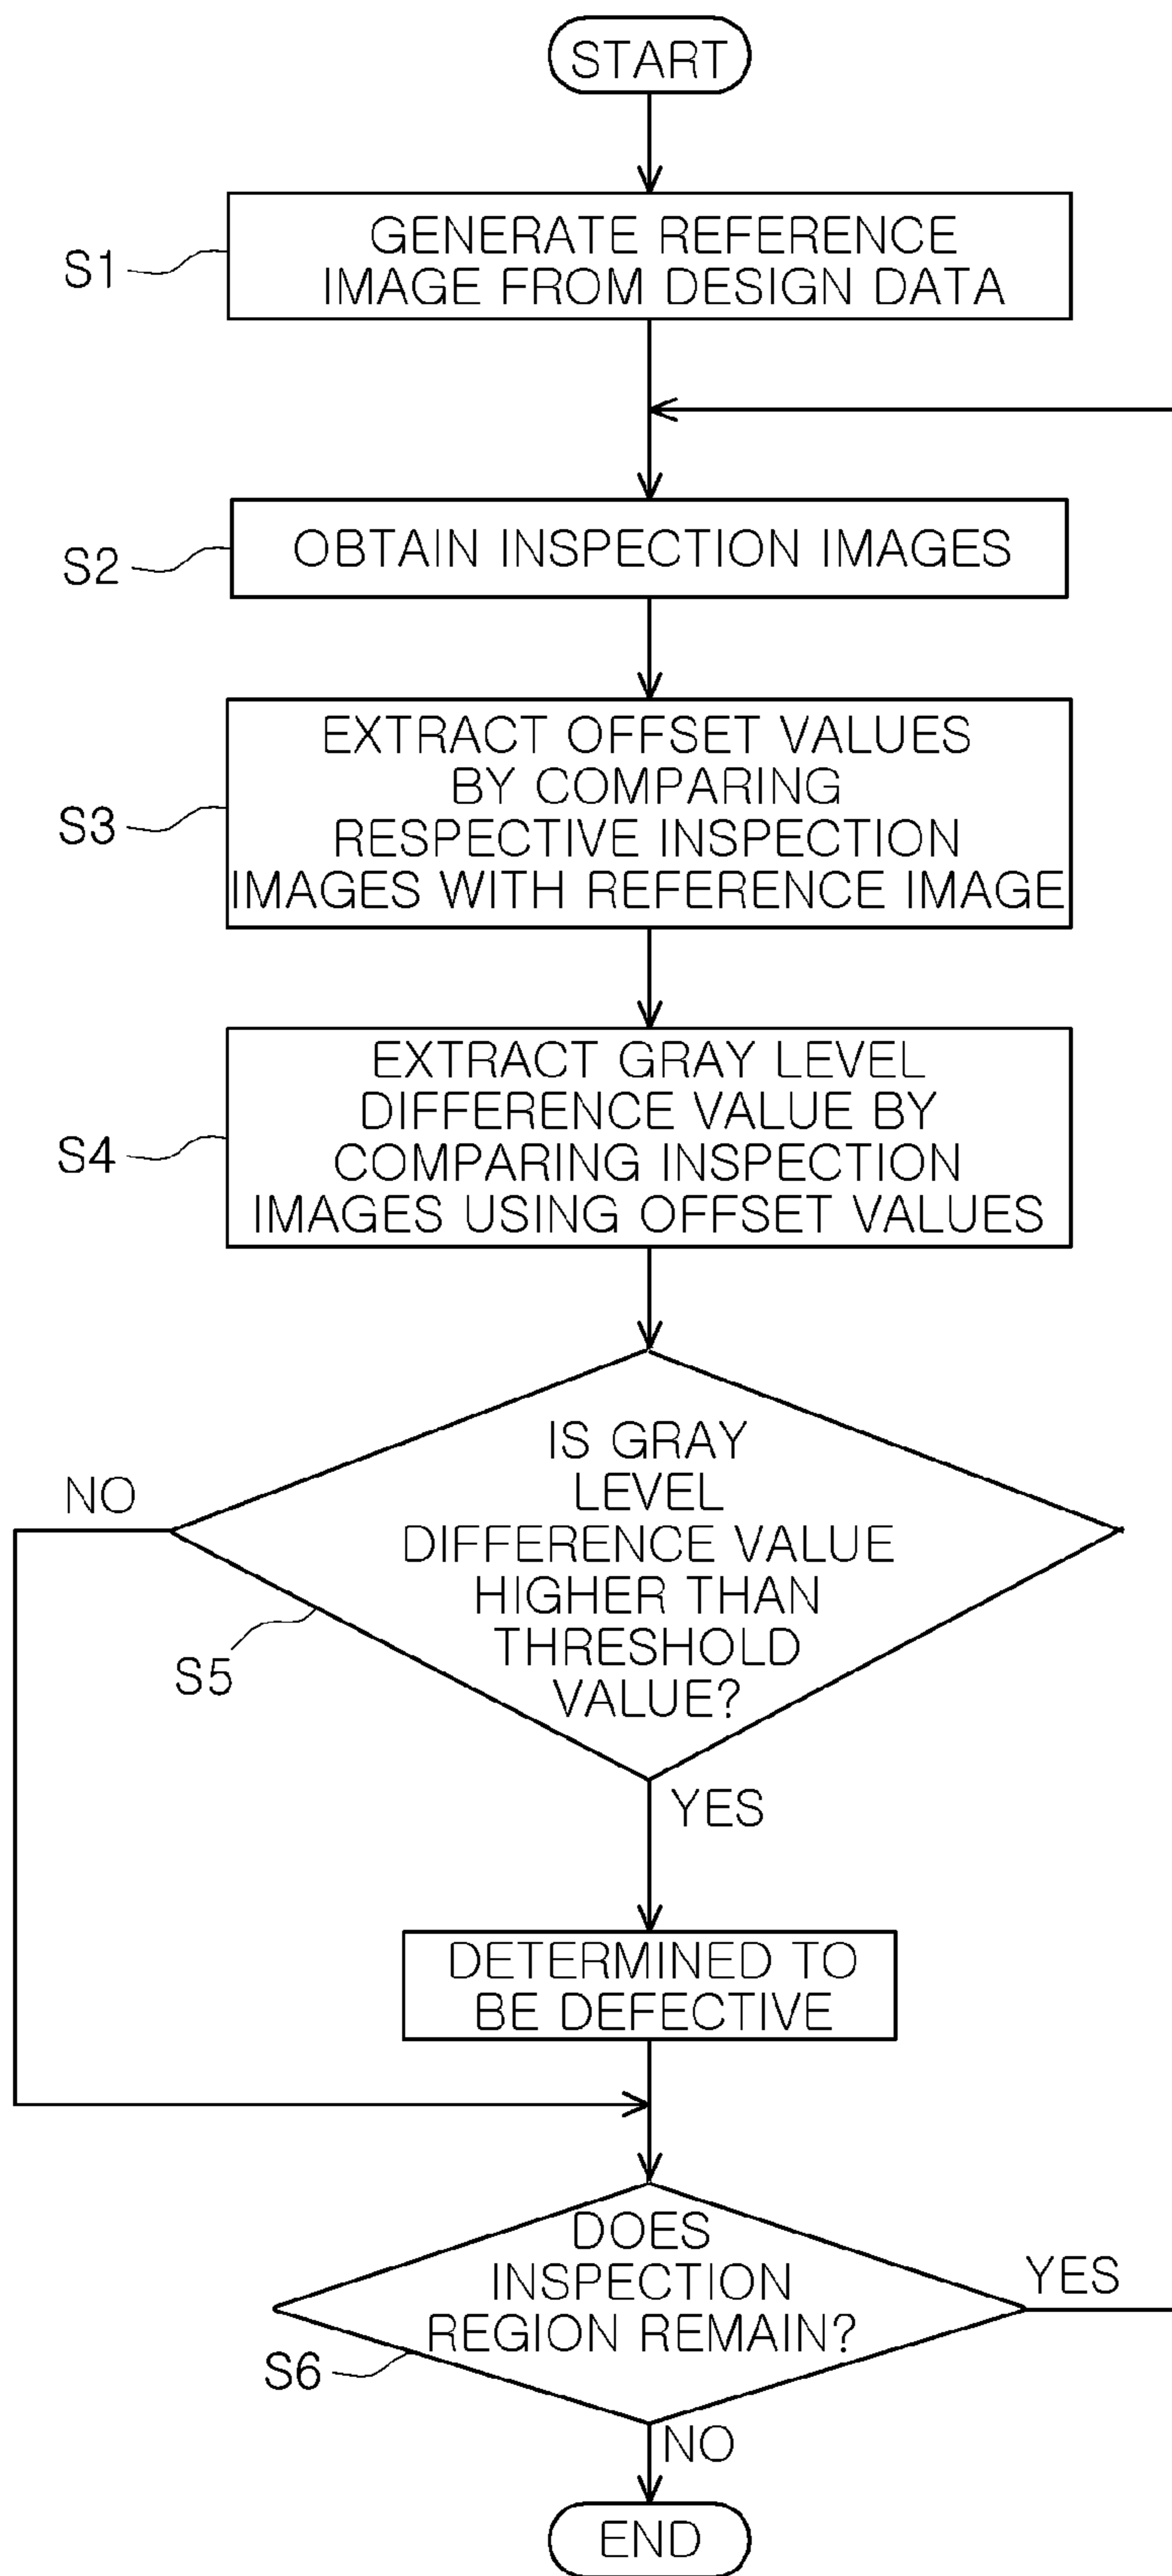 START
S1
GENERATE REFERENCE
IMAGE FROM DESIGN DATA
S2
OBTAIN INSPECTION IMAGES
S3
EXTRACT OFFSET VALUES
BY COMPARING
RESPECTIVE INSPECTION
IMAGES WITH REFERENCE IMAGE
S4
EXTRACT GRAY LEVEL
DIFFERENCE VALUE BY
COMPARING INSPECTION
IMAGES USING OFFSET VALUES
S5
IS GRAY
LEVEL
DIFFERENCE VALUE
HIGHER THAN
THRESHOLD
VALUE?
NO
YES
DETERMINED TO
BE DEFECTIVE
S6
DOES
INSPECTION
REGION REMAIN?
YES
NO
END